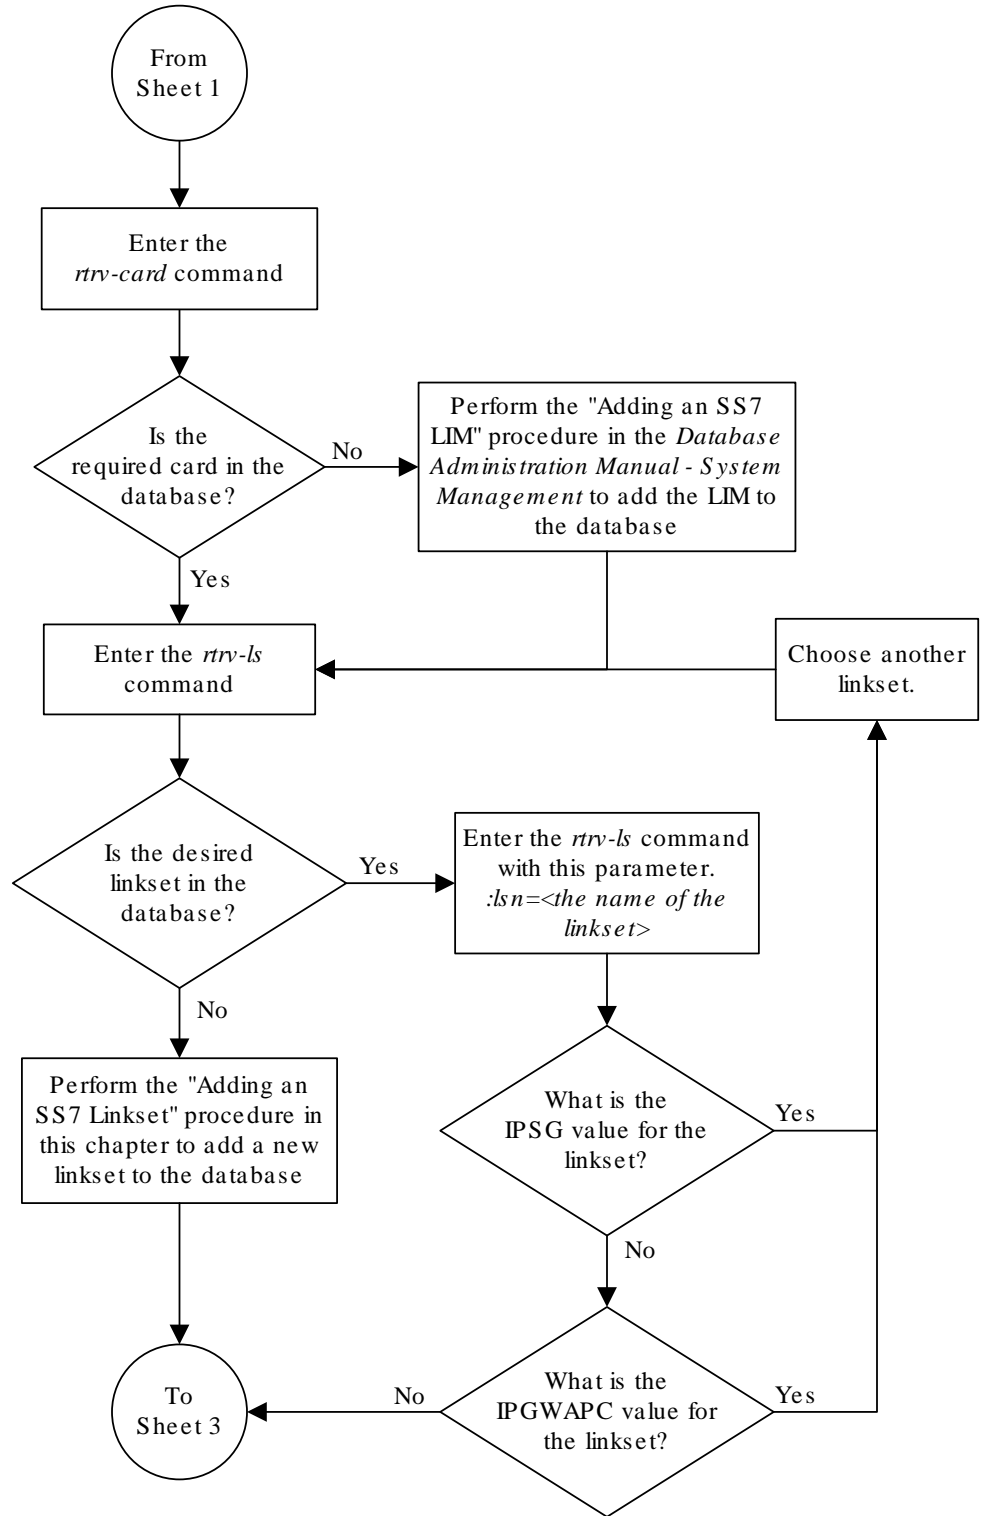 From
Sheet 1
Enter the
rtrv-card command
Is the
required card in the
database?
No
Perform the "Adding an SS7
LIM" procedure in the Database
Administration Manual - System
Management to add the LIM to
the database
Yes
Enter the rtrv-ls
command
Choose another
linkset.
Is the desired
linkset in the
database?
Yes
Enter the rtrv-ls command
with this parameter.
:lsn=<the name of the
linkset>
No
Perform the "Adding an
SS7 Linkset" procedure in
this chapter to add a new
linkset to the database
What is the
IPSG value for the
linkset?
Yes
No
What is the
IPGWAPC value for
the linkset?
Yes
No
To
Sheet 3